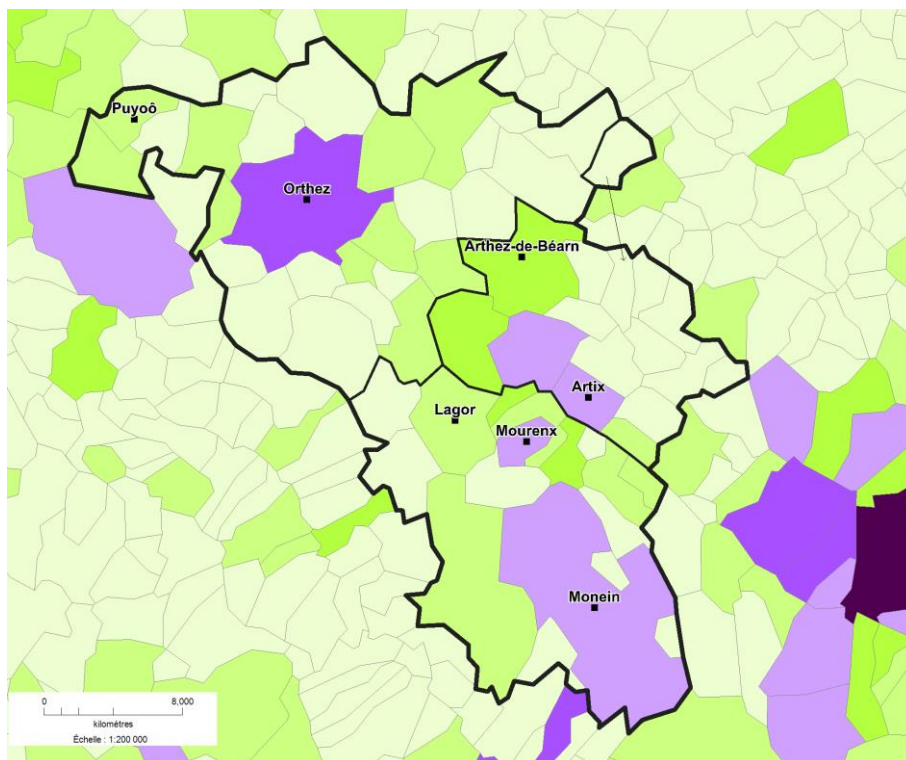 Puyoô
Orthez
Arthez-de-Béarn
Artix
Lagor
Mourenx
Monein
0 8,000
kilomètres
Échelle : 1:200 000